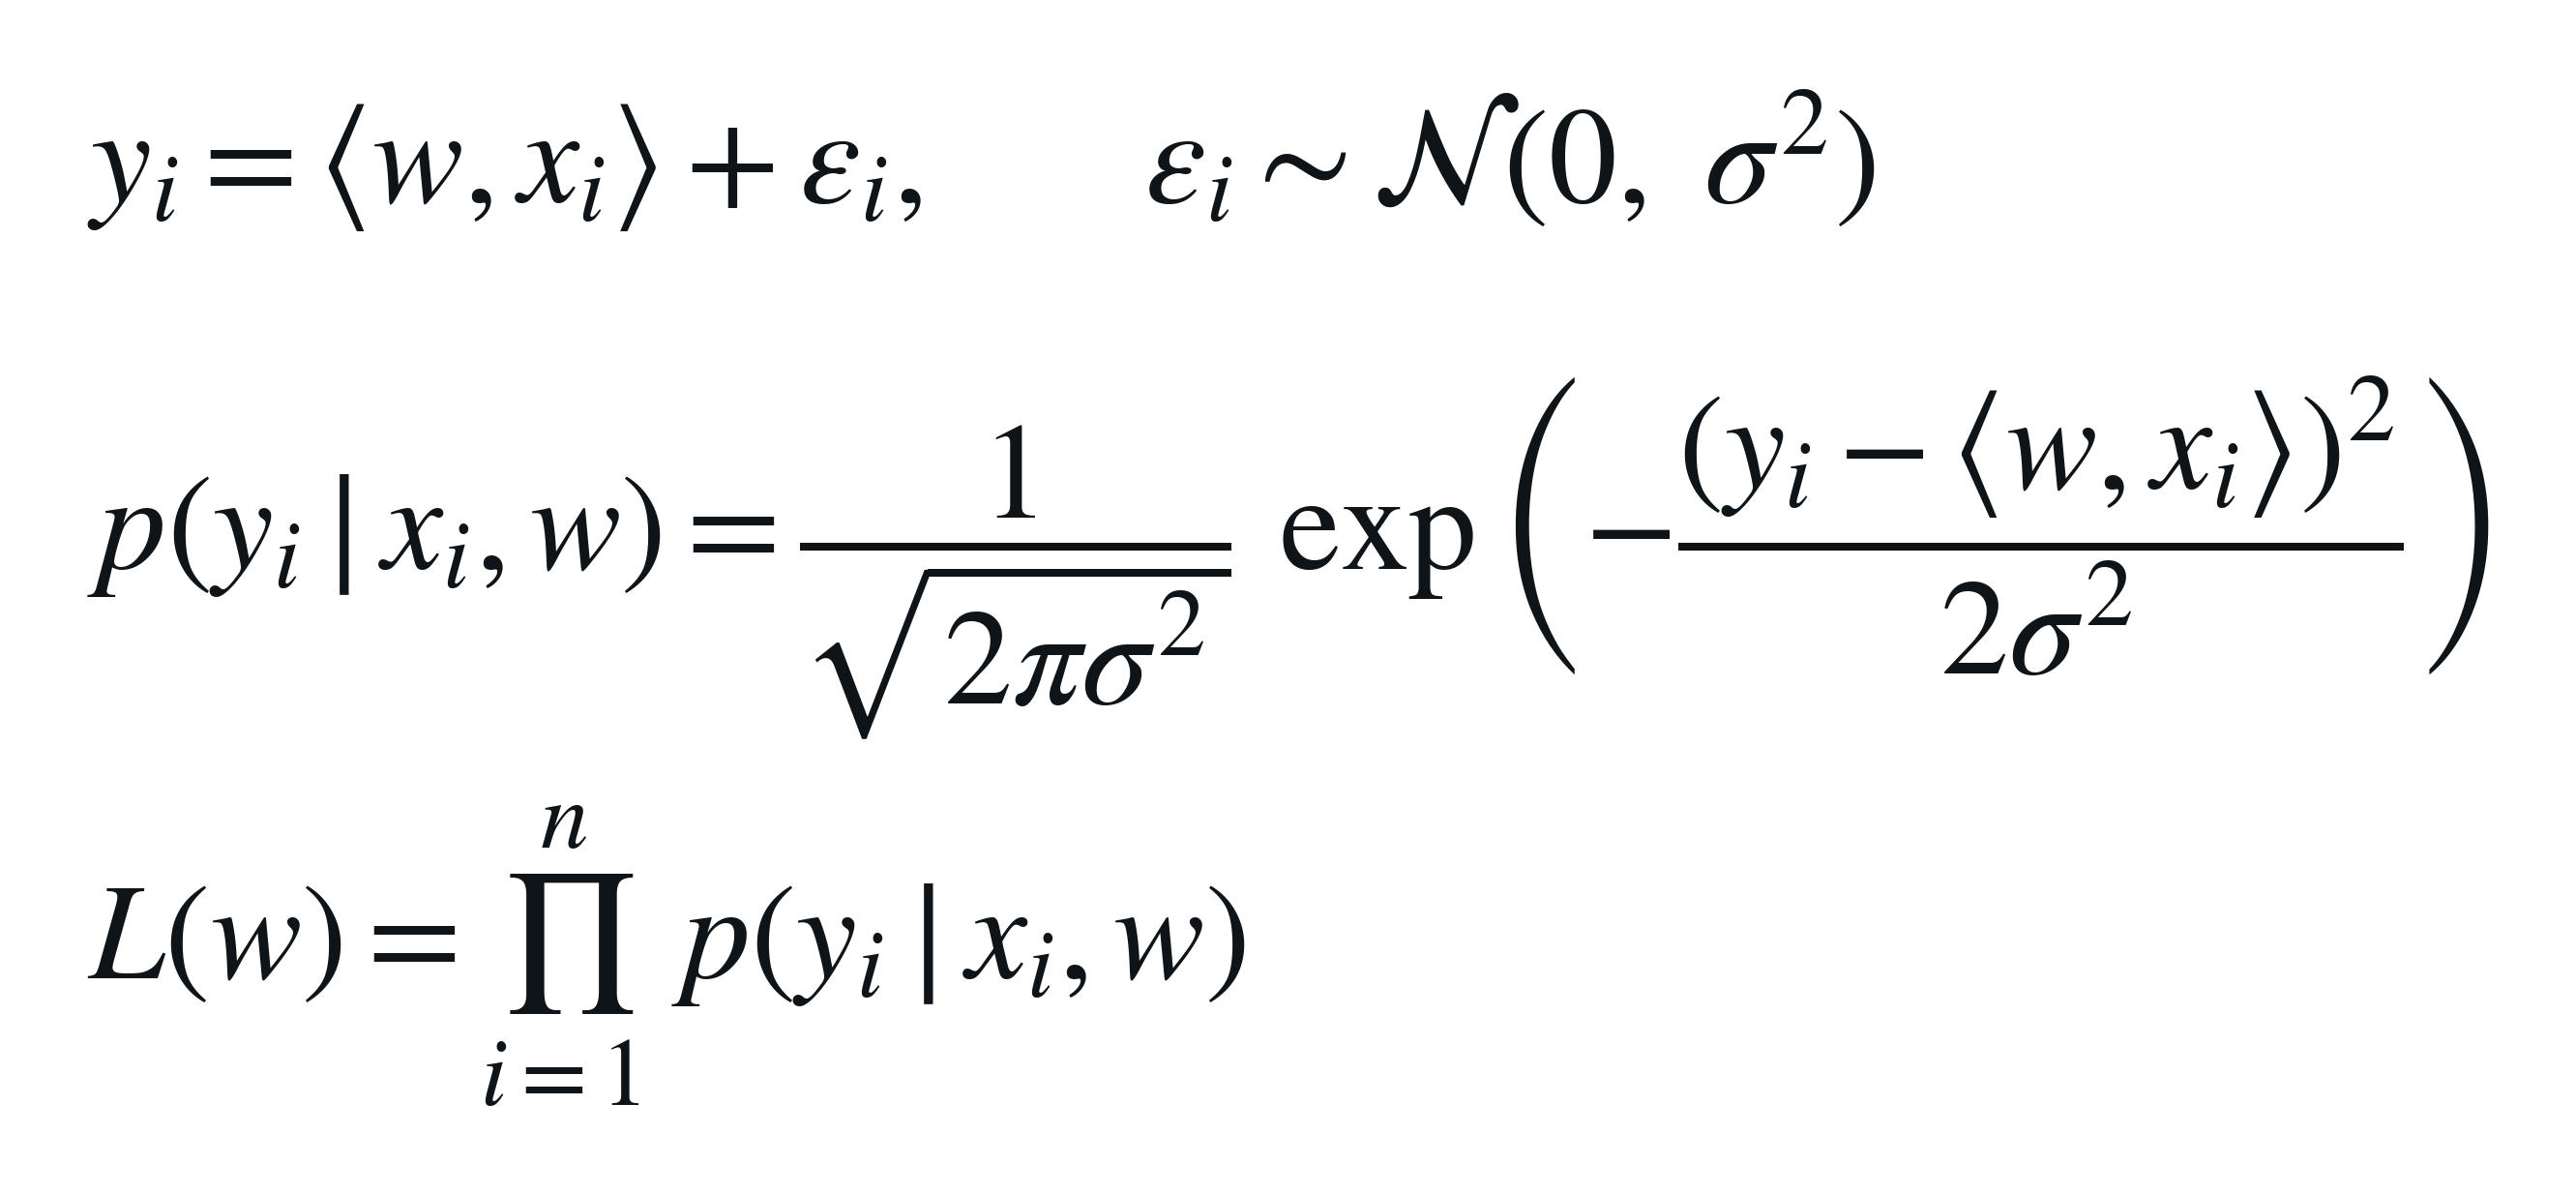 y_i = ⟨w, x_i⟩ + ε_i,   ε_i ∼ 𝒩(0, σ^2)
p(y_i | x_i, w) = \frac{1}{\sqrt{2πσ^2}} exp(−\frac{(y_i − ⟨w, x_i⟩)^2}{2σ^2})
L(w) = ∏_{i=1}^{n} p(y_i | x_i, w)